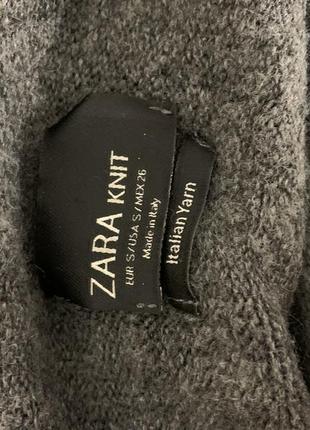 ZARA KNIT
EUR S/USA S/MEX 26
Made in Italy
Italian Yarn